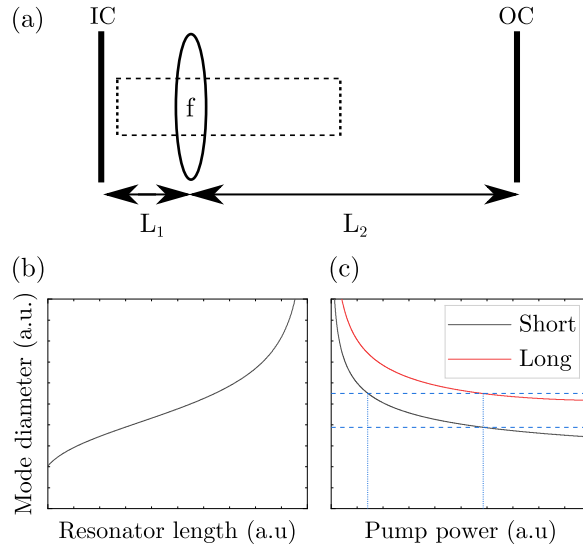 (a)
IC
OC
f
L₁
L₂
(b)
(c)
Mode diameter (a.u.)
Short
Long
Resonator length (a.u)
Pump power (a.u)